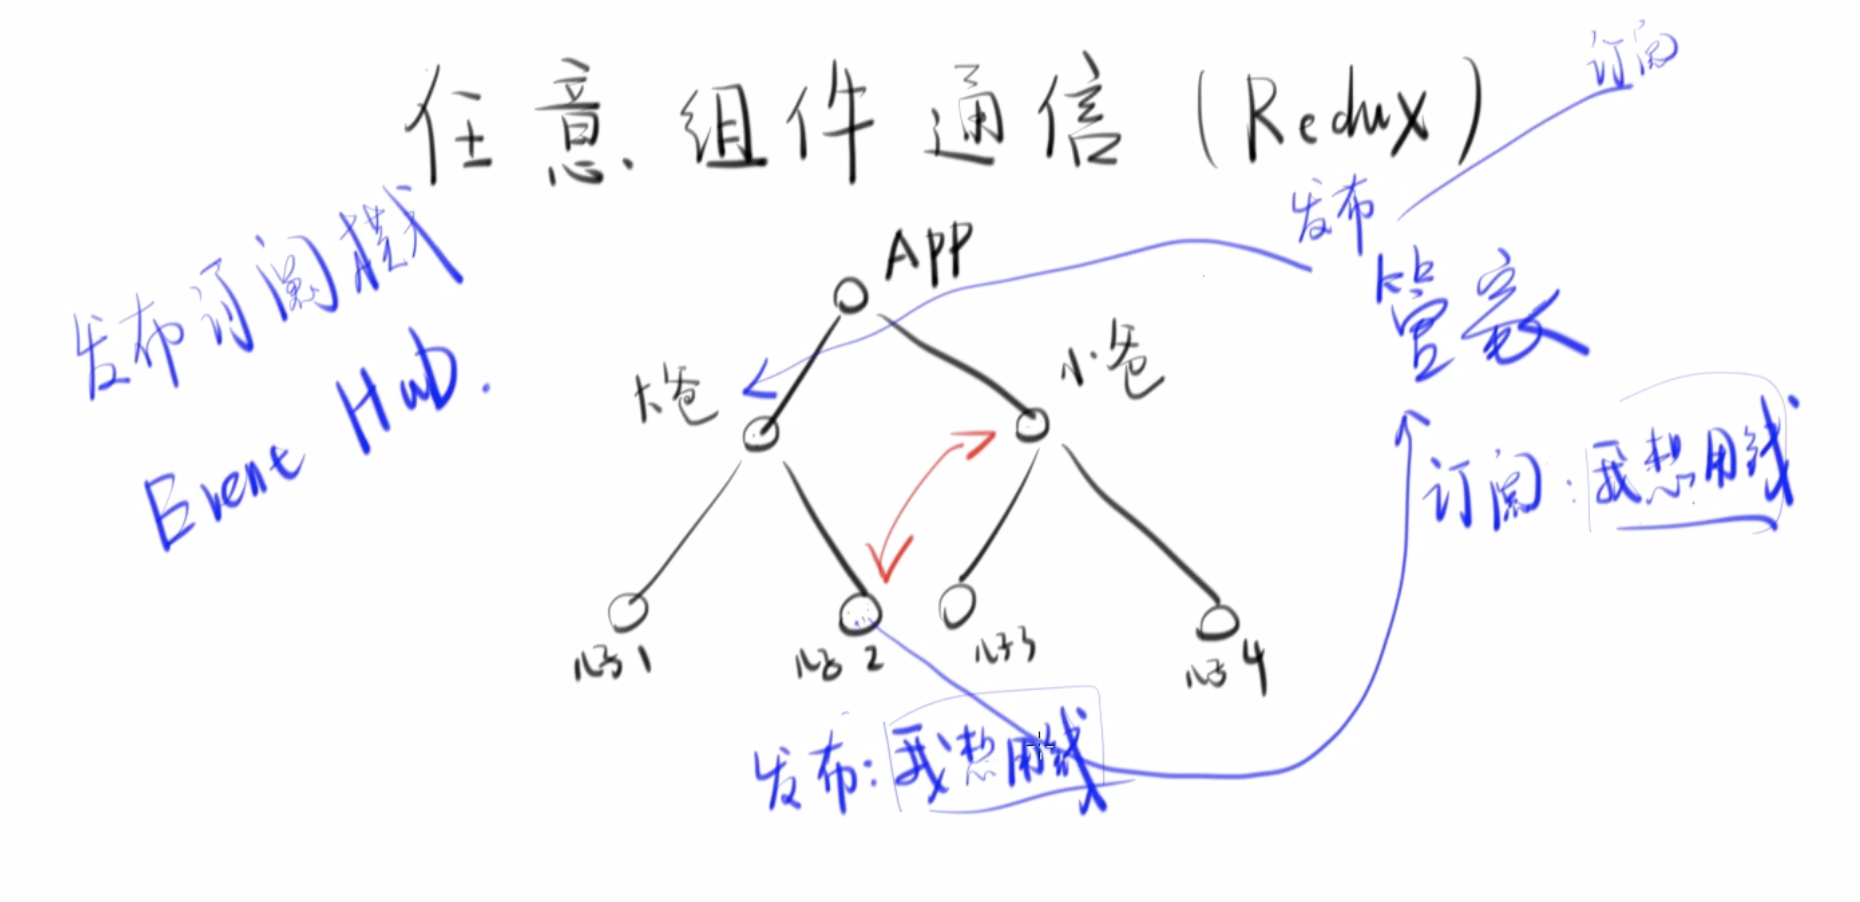 任意组件通信(Redux)
订阅
发布
管家
发布订阅模式
Event Hub.
App
大爸
小爸
订阅:我想用钱
儿子1
儿子2
儿子3
儿子4
发布:我想用钱